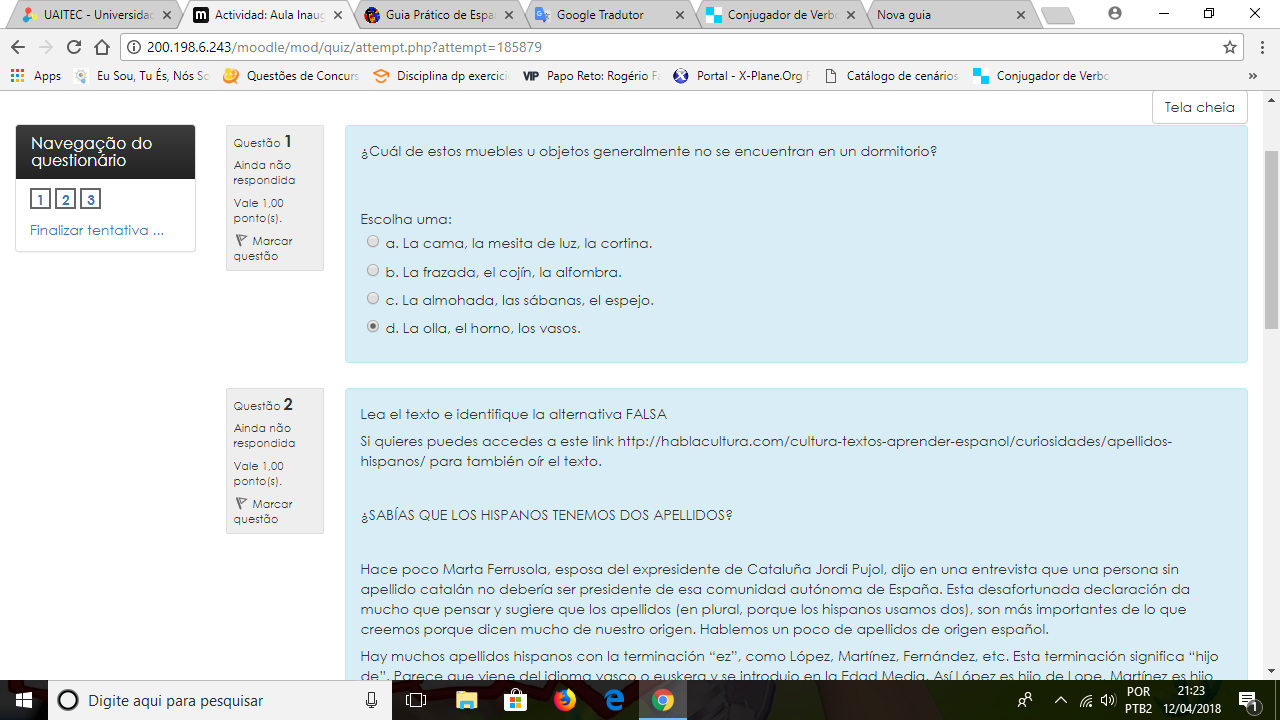 UAITEC - Universidad
Actividad: Aula Inaug
Guia Prático de Espa
Google Tradutor
Conjugador de Verbo
Nova guia
200.198.6.243/moodle/mod/quiz/attempt.php?attempt=185879
Apps
Eu Sou, Tu És, Nós So
Questões de Concurs
Disciplina dp exercici
VIP Papo Reto: Rogério F
Portal - X-Plane.Org F
Catálogo de cenários
Conjugador de Verbo
»
Tela cheia
Navegação do
questionário
1 2 3
Finalizar tentativa ...
Questão 1
Ainda não
respondida
Vale 1,00
ponto(s).
Marcar
questão
¿Cuál de estos muebles u objetos generalmente no se encuentran en un dormitorio?
Escolha uma:
a. La cama, la mesita de luz, la cortina.
b. La frazada, el cojín, la alfombra.
c. La almohada, las sábanas, el espejo.
d. La olla, el horno, los vasos.
Questão 2
Ainda não
respondida
Vale 1,00
ponto(s).
Marcar
questão
Lea el texto e identifique la alternativa FALSA
Si quieres puedes accedes a este link http://hablacultura.com/cultura-textos-aprender-espanol/curiosidades/apellidos-
hispanos/ para también oír el texto.
¿SABÍAS QUE LOS HISPANOS TENEMOS DOS APELLIDOS?
Hace poco Marta Ferrusola, esposa del expresidente de Cataluña Jordi Pujol, dijo en una entrevista que una persona sin
apellido catalán no debería ser presidente de esa comunidad autónoma de España. Esta desafortunada declaración da
mucho que pensar y sugiere que los apellidos (en plural, porque los hispanos usamos dos), son más importantes de lo que
creemos porque dicen mucho de nuestro origen. Hablemos un poco de apellidos de origen español.
Hay muchos apellidos hispanos con la terminación “ez”, como López, Martínez, Fernández, etc. Esta terminación significa “hijo
de”. Parece que viene del idioma vasco o euskera y se introdujo en la Edad Media. Así López es hijo de Lope, Martínez es hijo
Digite aqui para pesquisar
POR
PTB2
21:23
12/04/2018
1